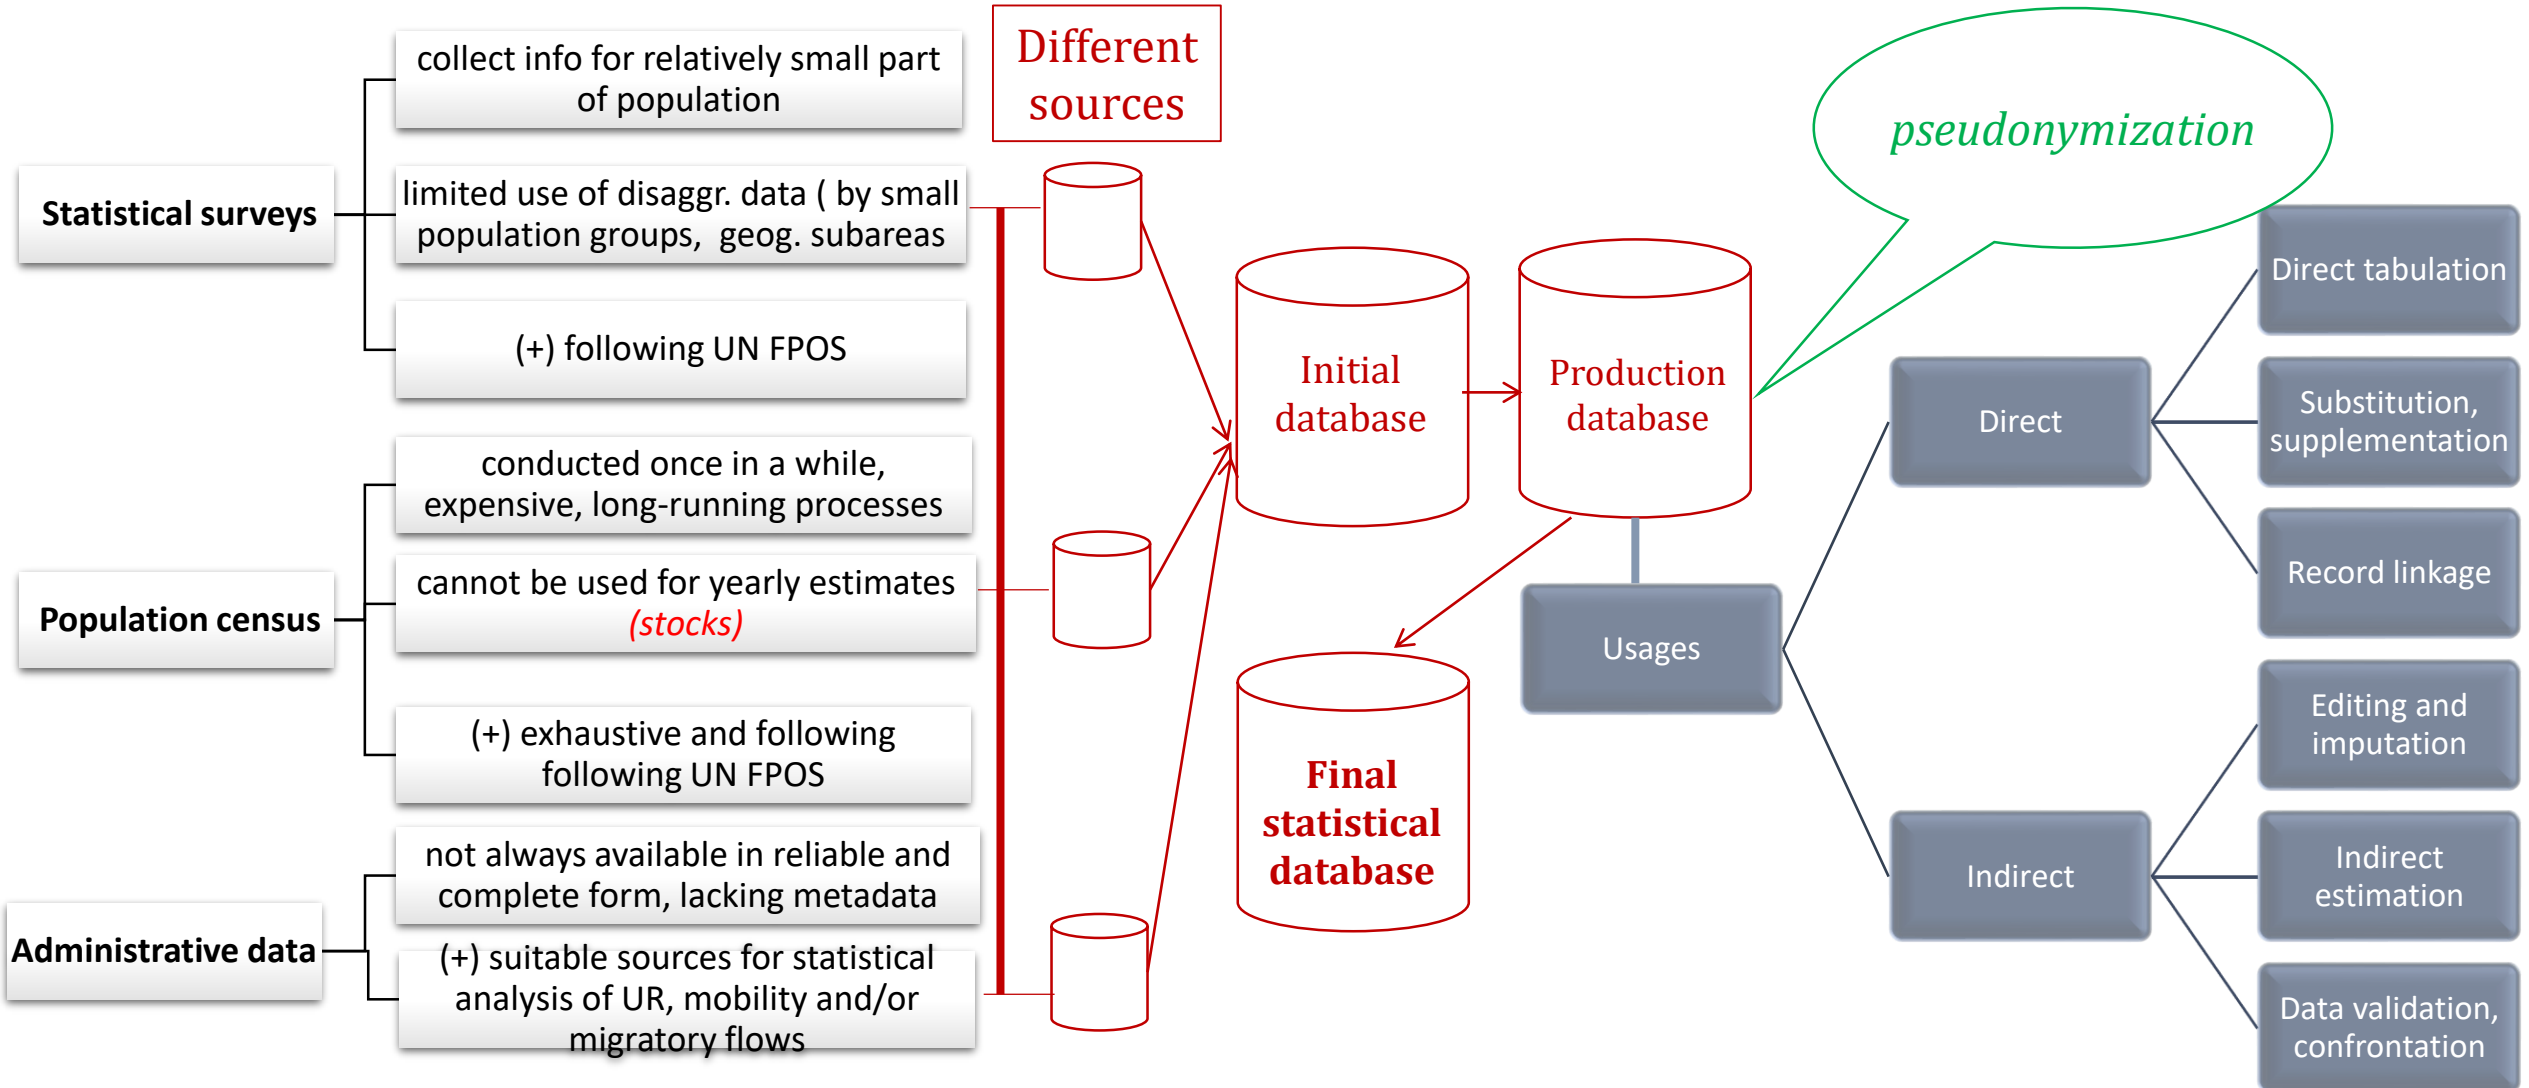 collect info for relatively small part
of population
Statistical surveys
limited use of disaggr. data ( by small
population groups, geog. subareas
(+) following UN FPOS
conducted once in a while,
expensive, long-running processes
Population census
cannot be used for yearly estimates
(stocks)
(+) exhaustive and following
following UN FPOS
not always available in reliable and
complete form, lacking metadata
Administrative data
(+) suitable sources for statistical
analysis of UR, mobility and/or
migratory flows
Different
sources
Initial
database
Production
database
pseudonymization
Final
statistical
database
Usages
Direct
Direct tabulation
Substitution,
supplementation
Record linkage
Indirect
Editing and
imputation
Indirect
estimation
Data validation,
confrontation